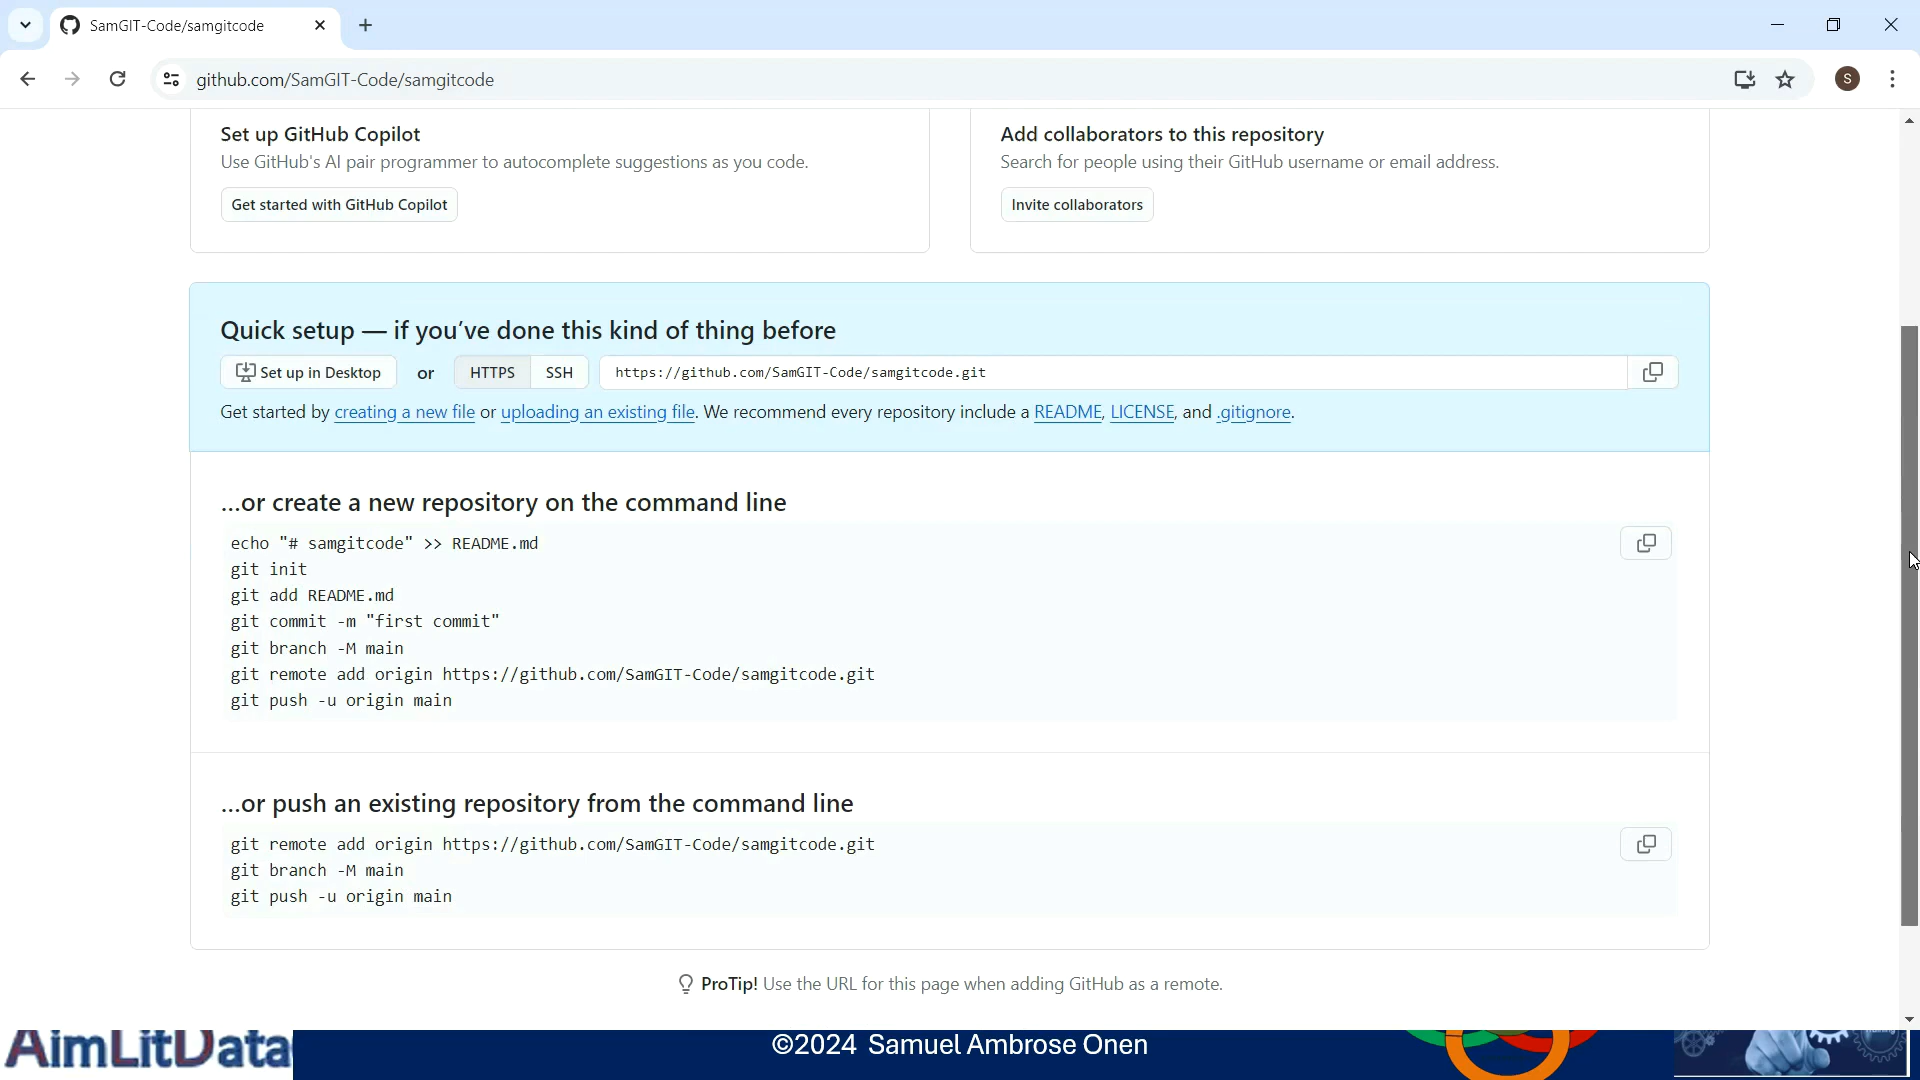 SamGIT-Code/samgitcode
github.com/SamGIT-Code/samgitcode
S
Set up GitHub Copilot
Use GitHub's AI pair programmer to autocomplete suggestions as you code.
Get started with GitHub Copilot
Add collaborators to this repository
Search for people using their GitHub username or email address.
Invite collaborators
Quick setup — if you've done this kind of thing before
Set up in Desktop or HTTPS SSH https://github.com/SamGIT-Code/samgitcode.git
Get started by creating a new file or uploading an existing file. We recommend every repository include a README, LICENSE, and .gitignore.
...or create a new repository on the command line
echo "# samgitcode" >> README.md
git init
git add README.md
git commit -m "first commit"
git branch -M main
git remote add origin https://github.com/SamGIT-Code/samgitcode.git
git push -u origin main
...or push an existing repository from the command line
git remote add origin https://github.com/SamGIT-Code/samgitcode.git
git branch -M main
git push -u origin main
ProTip! Use the URL for this page when adding GitHub as a remote.
AimLitData
©2024 Samuel Ambrose Onen